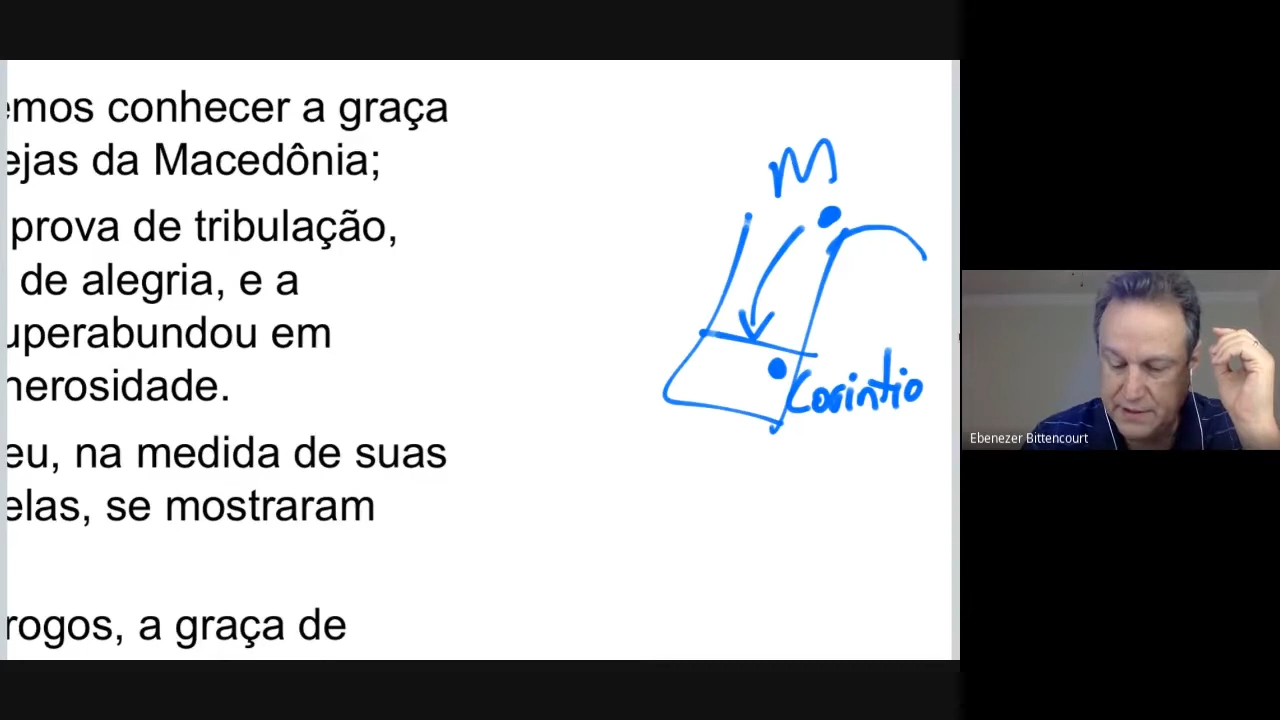 emos conhecer a graça
ejas da Macedônia;
prova de tribulação,
de alegria, e a
uperabundou em
nerosidade.
eu, na medida de suas
elas, se mostraram
rogos, a graça de
M
Corintio
Ebenezer Bittencourt